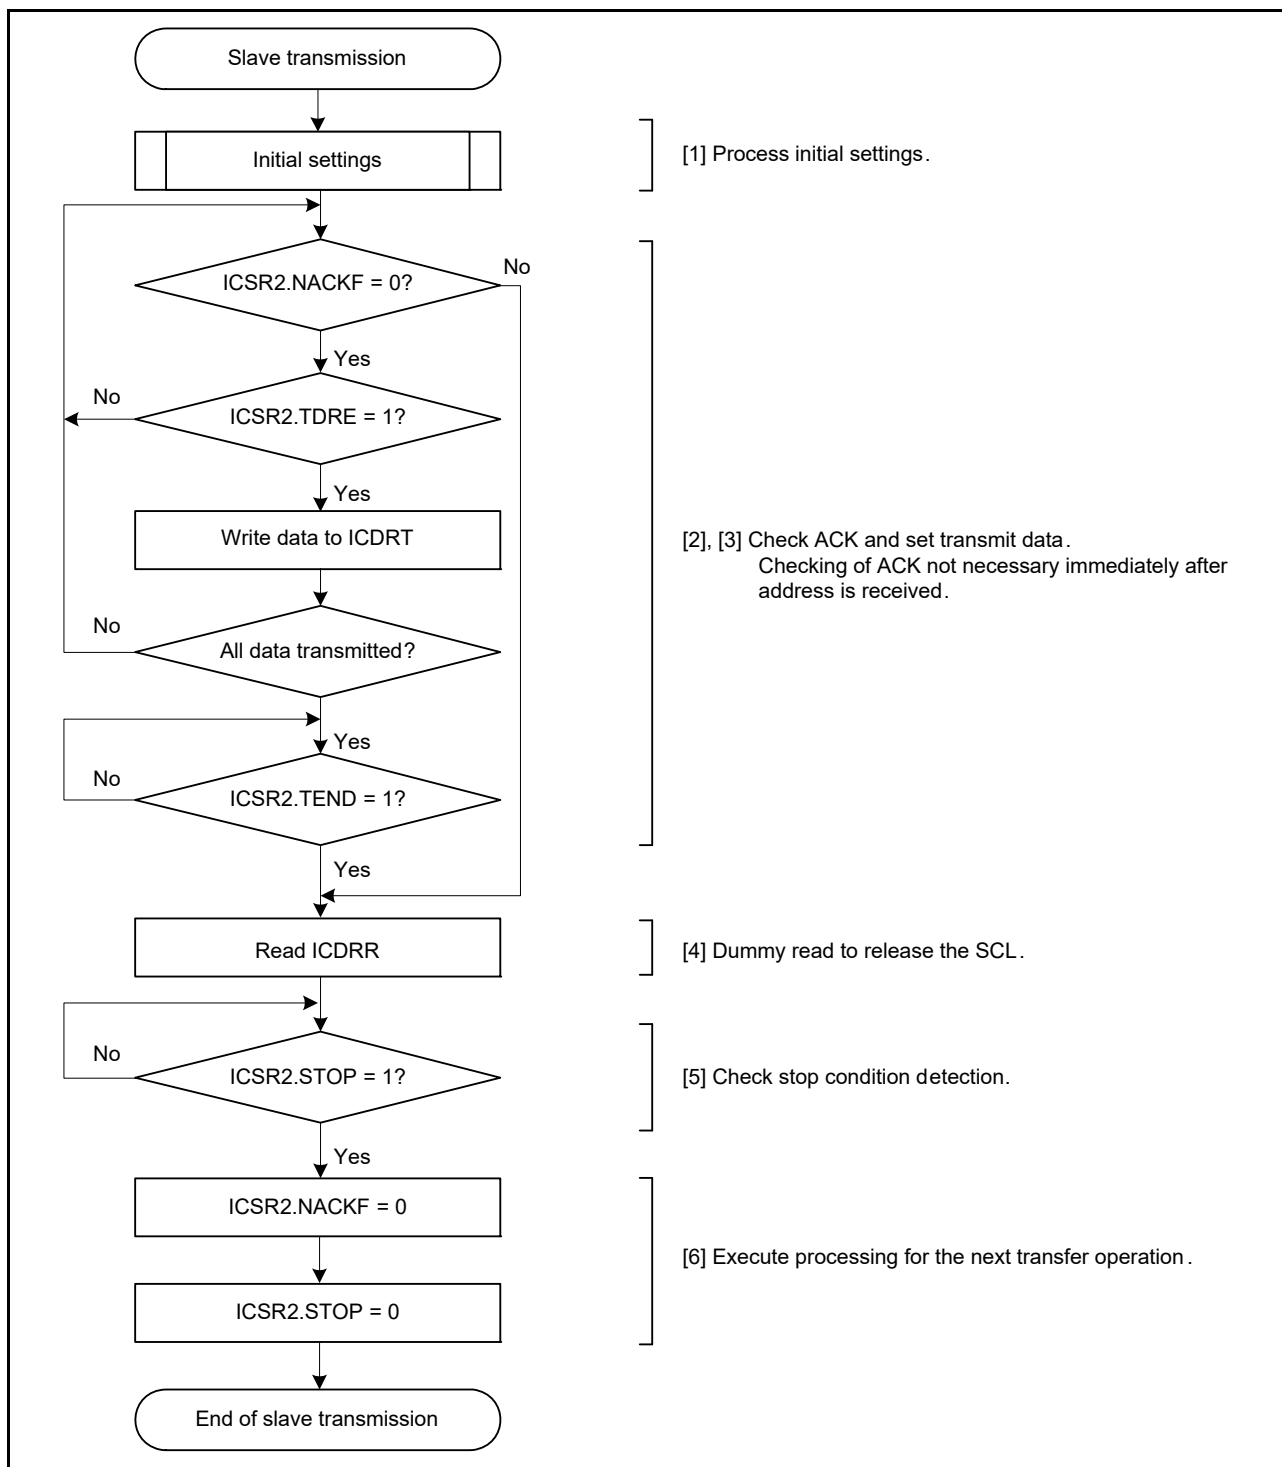 Slave transmission
Initial settings
[1] Process initial settings.
ICSR2.NACKF = 0?
No
Yes
No
ICSR2.TDRE = 1?
Yes
Write data to ICDRT
[2], [3] Check ACK and set transmit data.
Checking of ACK not necessary immediately after
address is received.
No
All data transmitted?
Yes
No
ICSR2.TEND = 1?
Yes
Read ICDRR
[4] Dummy read to release the SCL.
No
ICSR2.STOP = 1?
[5] Check stop condition detection.
Yes
ICSR2.NACKF = 0
[6] Execute processing for the next transfer operation.
ICSR2.STOP = 0
End of slave transmission